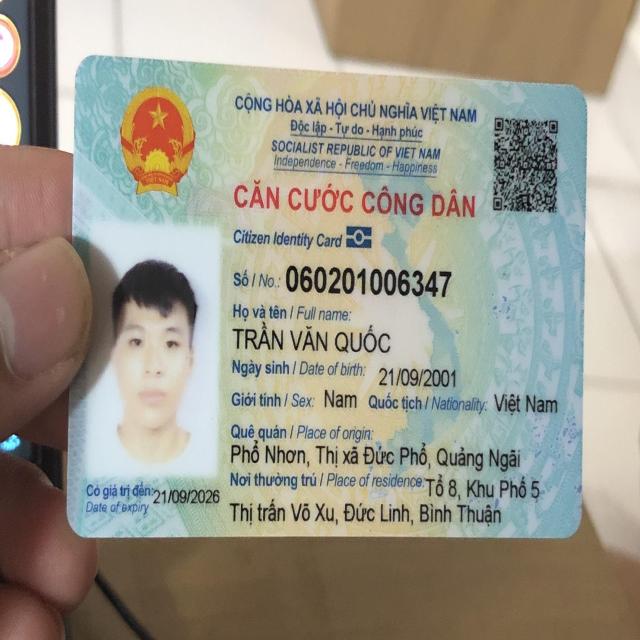 CỘNG HÒA XÃ HỘI CHỦ NGHĨA VIỆT NAM
Độc lập - Tự do - Hạnh phúc
SOCIALIST REPUBLIC OF VIET NAM
Independence - Freedom - Happiness
CĂN CƯỚC CÔNG DÂN
Citizen Identity Card
Số / No.: 060201006347
Họ và tên / Full name:
TRẦN VĂN QUỐC
Ngày sinh / Date of birth: 21/09/2001
Giới tính / Sex: Nam Quốc tịch / Nationality: Việt Nam
Quê quán / Place of origin:
Phổ Nhơn, Thị xã Đức Phổ, Quảng Ngãi
Nơi thường trú / Place of residence: Tổ 8, Khu Phố 5
Thị trấn Võ Xu, Đức Linh, Bình Thuận
Có giá trị đến: 21/09/2026
Date of expiry